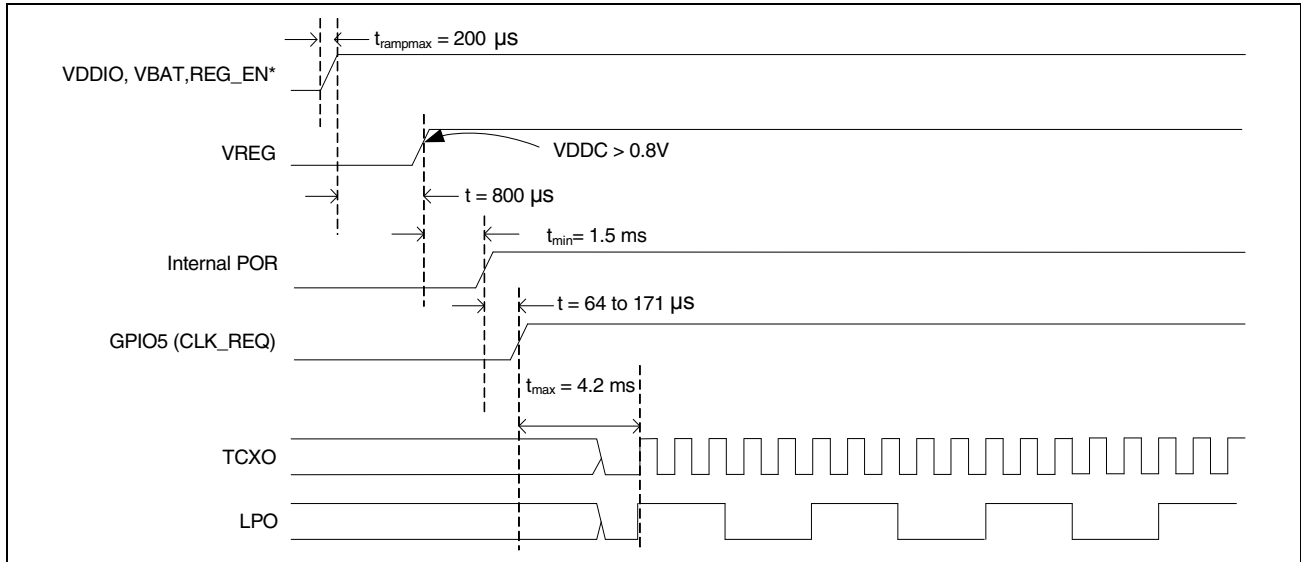 t_rampmax = 200 µs
VDDIO, VBAT,REG_EN*
VREG
VDDC > 0.8V
t = 800 µs
t_min= 1.5 ms
Internal POR
t = 64 to 171 µs
GPIO5 (CLK_REQ)
t_max = 4.2 ms
TCXO
LPO